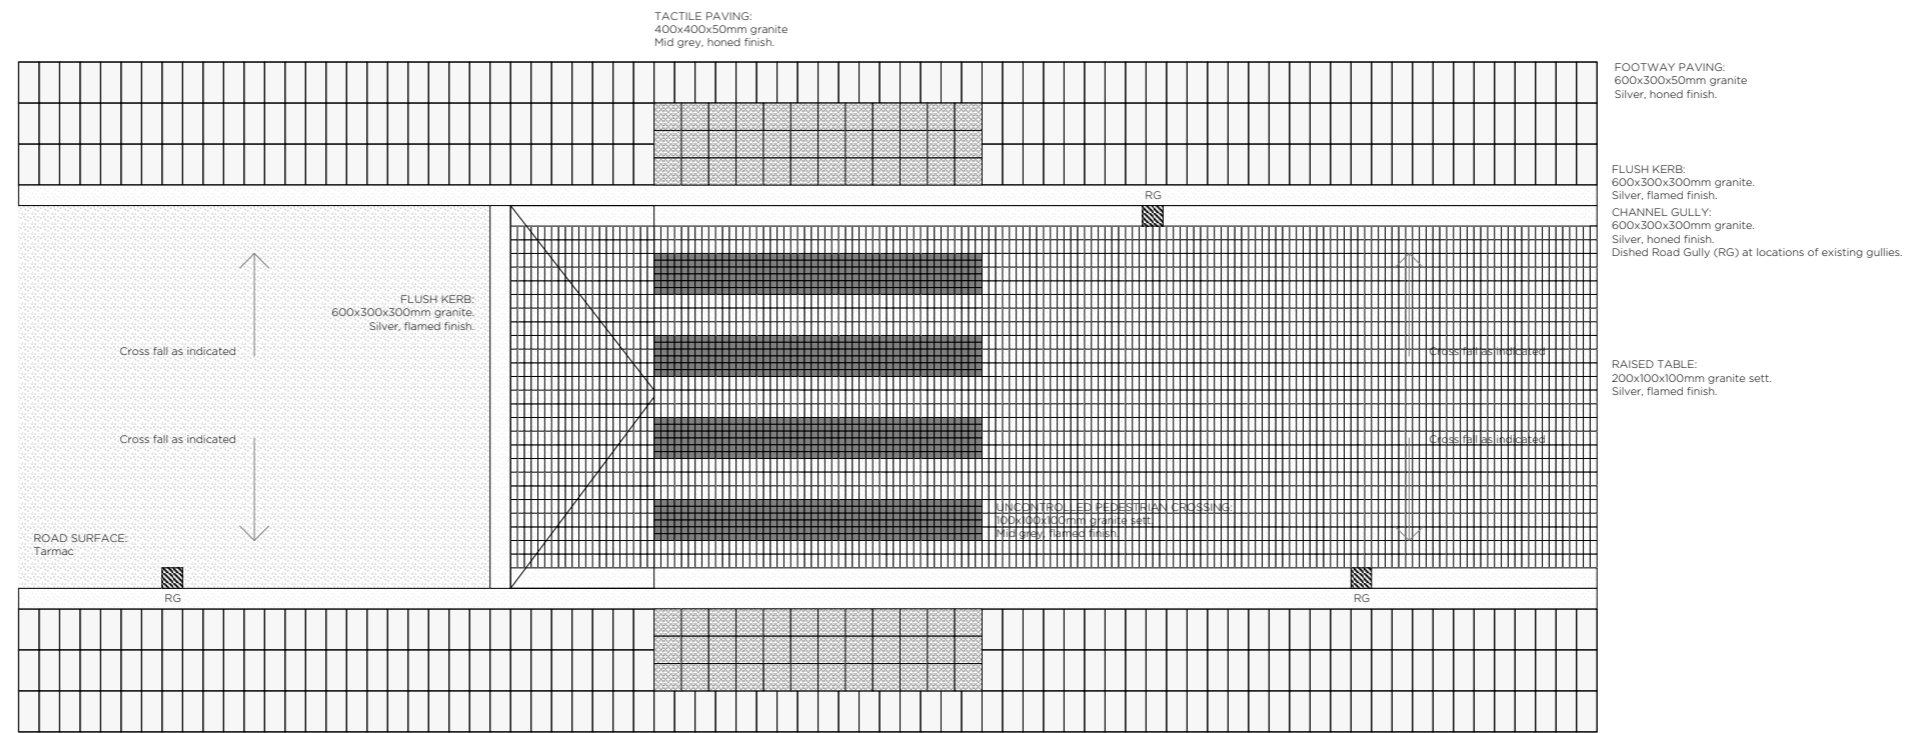 TACTILE PAVING:
400x400x50mm granite
Mid grey, honed finish.
FOOTWAY PAVING:
600x300x50mm granite
Silver, honed finish.
FLUSH KERB:
600x300x300mm granite.
Silver, flamed finish.
RG
CHANNEL GULLY:
600x300x300mm granite.
Silver, honed finish.
Dished Road Gully (RG) at locations of existing gullies.
FLUSH KERB:
600x300x300mm granite.
Silver, flamed finish.
Cross fall as indicated
Cross fall as indicated
RAISED TABLE:
200x100x100mm granite sett.
Silver, flamed finish.
Cross fall as indicated
Cross fall as indicated
UNCONTROLLED PEDESTRIAN CROSSING:
100x100x100mm granite sett.
Mid grey, flamed finish.
ROAD SURFACE:
Tarmac
RG
RG